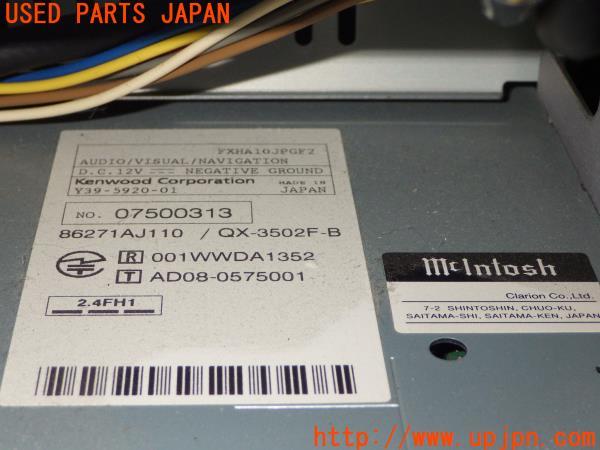 USED PARTS JAPAN
FXHA10JPGF2
AUDIO/VISUAL/NAVIGATION
D.C.12V NEGATIVE GROUND
Kenwood Corporation MADE IN
Y39-5920-01 JAPAN
NO. 07500313
86271AJ110 / QX-3502F-B
R 001WWDA1352
T AD08-0575001
2.4FH1
McIntosh
Clarion Co.,Ltd.
7-2 SHINTOSHIN, CHUO-KU,
SAITAMA-SHI, SAITAMA-KEN, JAPAN
http://www.upjpn.com